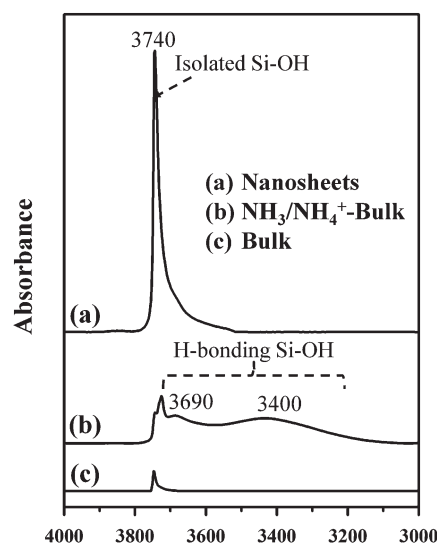 3740
Isolated Si-OH
(a) Nanosheets
(b) NH₃/NH₄⁺-Bulk
(c) Bulk
Absorbance
(a)
H-bonding Si-OH
3690
3400
(b)
(c)
4000 3800 3600 3400 3200 3000